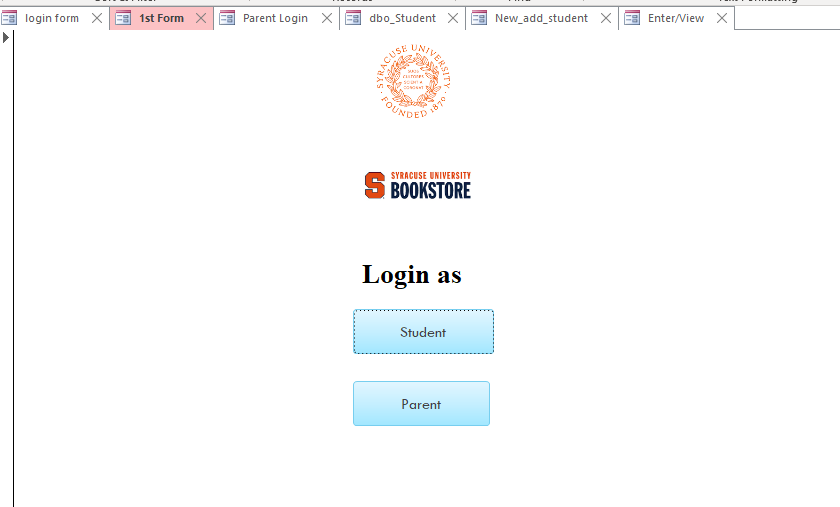 login form
1st Form
Parent Login
dbo_Student
New_add_student
Enter/View
SYRACUSE UNIVERSITY
FOUNDED 1870
SYRACUSE UNIVERSITY
BOOKSTORE
Login as
Student
Parent